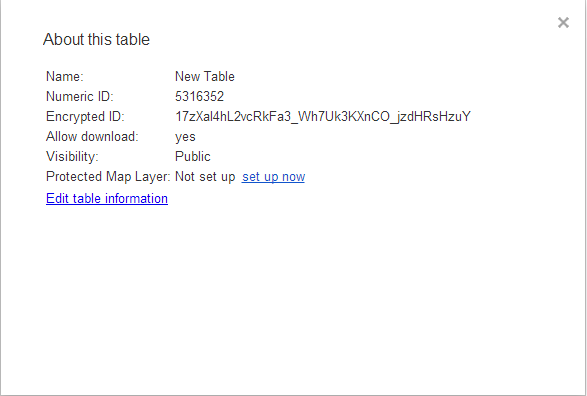 About this table
Name: New Table
Numeric ID: 5316352
Encrypted ID: 17zXal4hL2vcRkFa3_Wh7Uk3KXnCO_jzdHRsHzuY
Allow download: yes
Visibility: Public
Protected Map Layer: Not set up set up now
Edit table information